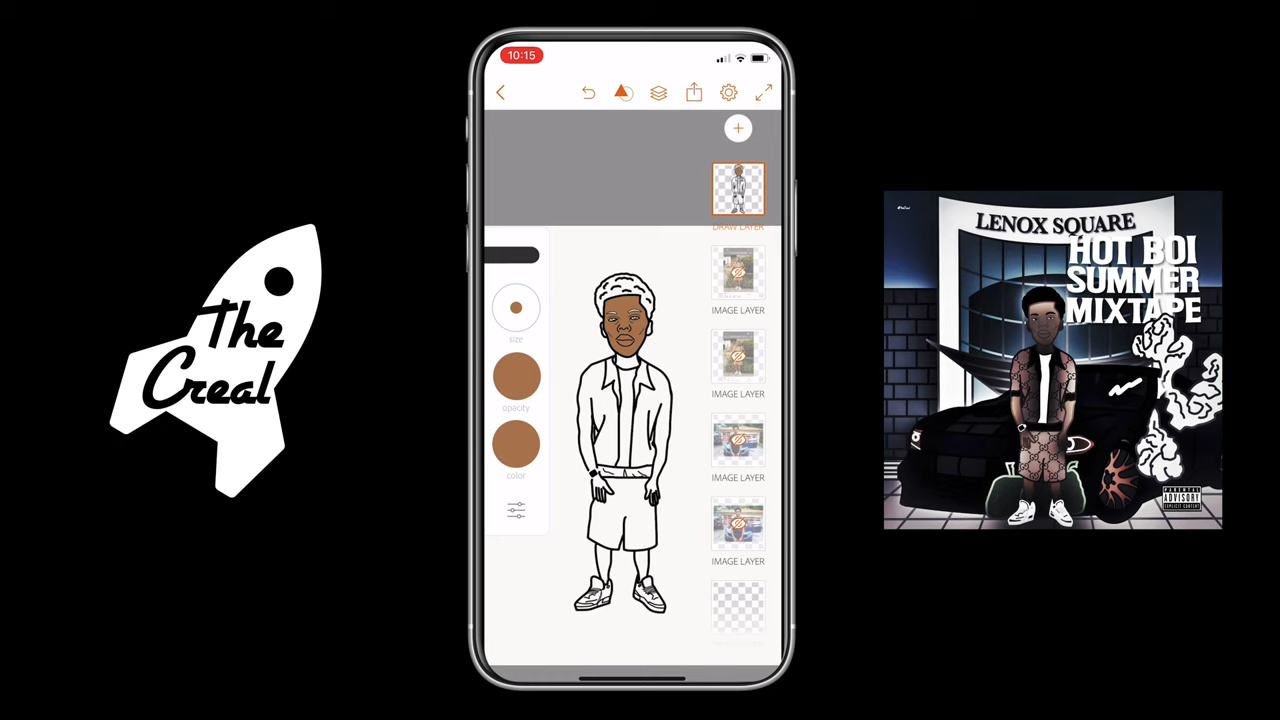 The
Creal
10:15
DRAW LAYER
IMAGE LAYER
IMAGE LAYER
IMAGE LAYER
IMAGE LAYER
size
opacity
color
LENOX SQUARE
HOT BOI
SUMMER
MIXTAPE
PARENTAL
ADVISORY
EXPLICIT CONTENT